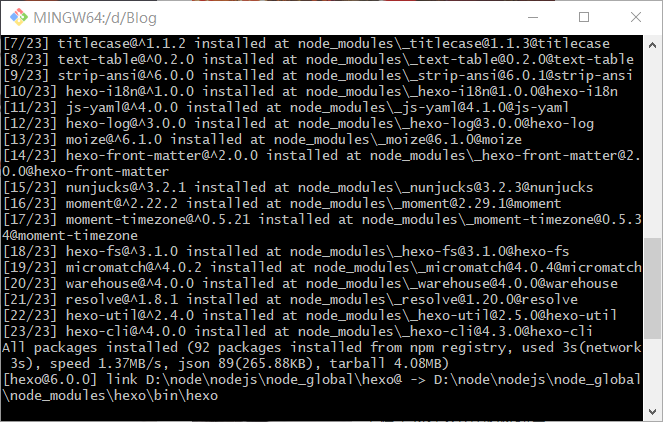 MINGW64:/d/Blog
[7/23] titlecase@^1.1.2 installed at node_modules\_titlecase@1.1.3@titlecase
[8/23] text-table@^0.2.0 installed at node_modules\_text-table@0.2.0@text-table
[9/23] strip-ansi@^6.0.0 installed at node_modules\_strip-ansi@6.0.1@strip-ansi
[10/23] hexo-i18n@^1.0.0 installed at node_modules\_hexo-i18n@1.0.0@hexo-i18n
[11/23] js-yaml@^4.0.0 installed at node_modules\_js-yaml@4.1.0@js-yaml
[12/23] hexo-log@^3.0.0 installed at node_modules\_hexo-log@3.0.0@hexo-log
[13/23] moize@^6.1.0 installed at node_modules\_moize@6.1.0@moize
[14/23] hexo-front-matter@^2.0.0 installed at node_modules\_hexo-front-matter@2.
0.0@hexo-front-matter
[15/23] nunjucks@^3.2.1 installed at node_modules\_nunjucks@3.2.3@nunjucks
[16/23] moment@^2.22.2 installed at node_modules\_moment@2.29.1@moment
[17/23] moment-timezone@^0.5.21 installed at node_modules\_moment-timezone@0.5.3
4@moment-timezone
[18/23] hexo-fs@^3.1.0 installed at node_modules\_hexo-fs@3.1.0@hexo-fs
[19/23] micromatch@^4.0.2 installed at node_modules\_micromatch@4.0.4@micromatch
[20/23] warehouse@^4.0.0 installed at node_modules\_warehouse@4.0.0@warehouse
[21/23] resolve@^1.8.1 installed at node_modules\_resolve@1.20.0@resolve
[22/23] hexo-util@^2.4.0 installed at node_modules\_hexo-util@2.5.0@hexo-util
[23/23] hexo-cli@^4.0.0 installed at node_modules\_hexo-cli@4.3.0@hexo-cli
All packages installed (92 packages installed from npm registry, used 3s(network
 3s), speed 1.37MB/s, json 89(265.88KB), tarball 4.08MB)
[hexo@6.0.0] link D:\node\nodejs\node_global\hexo@ -> D:\node\nodejs\node_global
\node_modules\hexo\bin\hexo